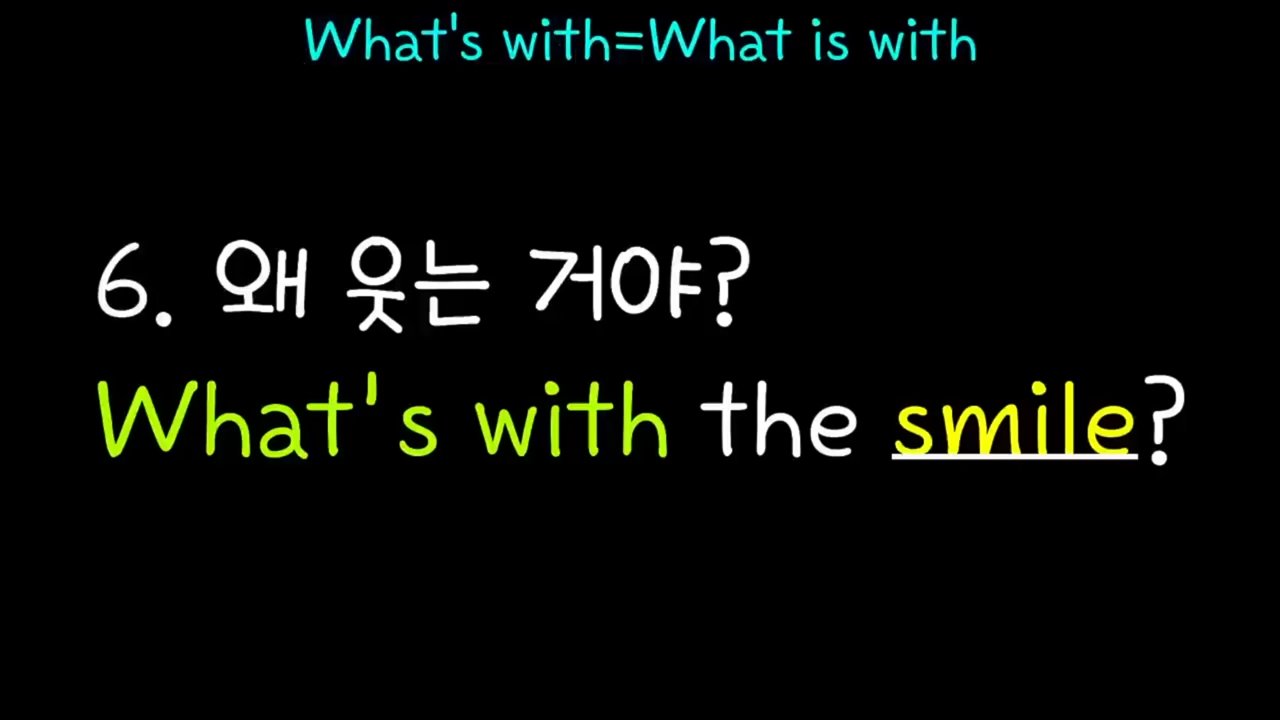 What's with=What is with
6. 왜 웃는 거야?
What's with the smile?